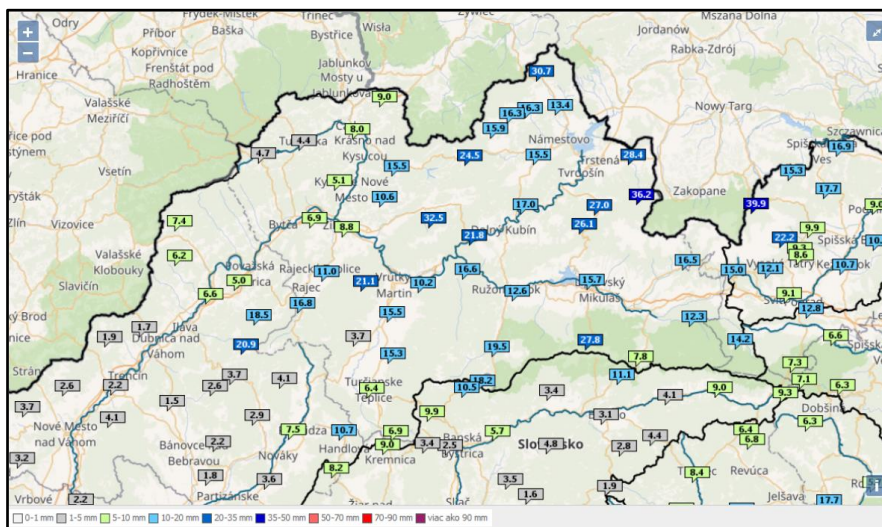 Odry
Frýdek-Místek
Třinec
Wisła
Żywiec
Mszana Dolna
Příbor
Baška
Bystřice
Jordanów
Kopřivnice
Rabka-Zdrój
Frenštát pod
Radhoštěm
Jablunkov
Mosty u
Hranice
30.7
9.0
Valašské
Meziříčí
Nowy Targ
16.3
13.4
16.3
8.0
15.9
4.4
Krásno nad
Kysucou
Námestovo
Szczawnica
16.9
4.7
24.5
15.5
Trstená
28.4
Vsetín
15.5
Tvrdošín
15.3
5.1
Nové
Mesto
Zakopane
17.7
10.6
36.2
39.9
Zlín
Vizovice
17.0
27.0
9.0
7.4
Bytča
6.9
32.5
26.1
9.9
8.8
21.8
22.2
Valašské
Klobouky
6.2
9.3
8.6
Slavičín
11.0
16.6
16.5
15.0
12.1
10.7
Rajec
5.0
21.1
Martin
10.2
15.7
6.6
12.6
Mikuláš
9.1
16.8
18.5
15.5
12.3
12.8
1.7
Ilava
1.9
Dubnica nad
Váhom
3.7
27.8
14.2
6.6
20.9
19.5
15.3
7.8
7.3
Trenčín
2.2
3.7
4.1
Turčianske
Teplice
6.4
18.2
11.1
7.1
2.6
2.6
10.5
3.4
9.0
6.3
3.7
1.5
4.1
9.3
Dobšiná
Nové Mesto
nad Váhom
4.1
2.9
9.9
3.1
6.3
7.5
10.7
6.9
5.7
4.4
6.4
Bánovce nad
Bebravou
2.2
Handlová
9.0
3.4
Banská
Bystrica
2.5
4.8
2.8
6.8
3.2
Nováky
Kremnica
Revúca
8.2
1.8
3.6
3.5
8.4
Vrbové
2.2
Partizánske
Žiar nad
Sliač
1.6
1.9
Jelšava
17.7
0-1 mm 1-5 mm 5-10 mm 10-20 mm 20-35 mm 35-50 mm 50-70 mm 70-90 mm viac ako 90 mm